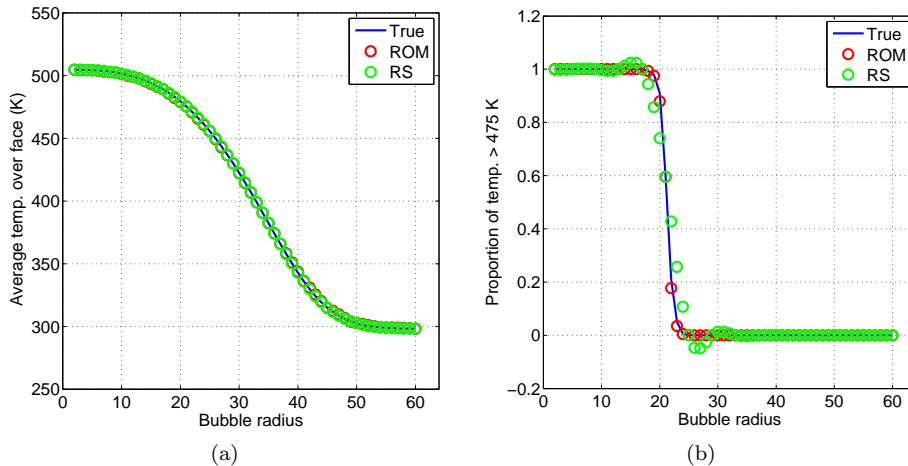 550
500
450
400
350
300
250
0 10 20 30 40 50 60
Average temp. over face (K)
Bubble radius
True
ROM
RS
(a)
1.2
1
0.8
0.6
0.4
0.2
0
−0.2
0 10 20 30 40 50 60
Proportion of temp. > 475 K
Bubble radius
True
ROM
RS
(b)